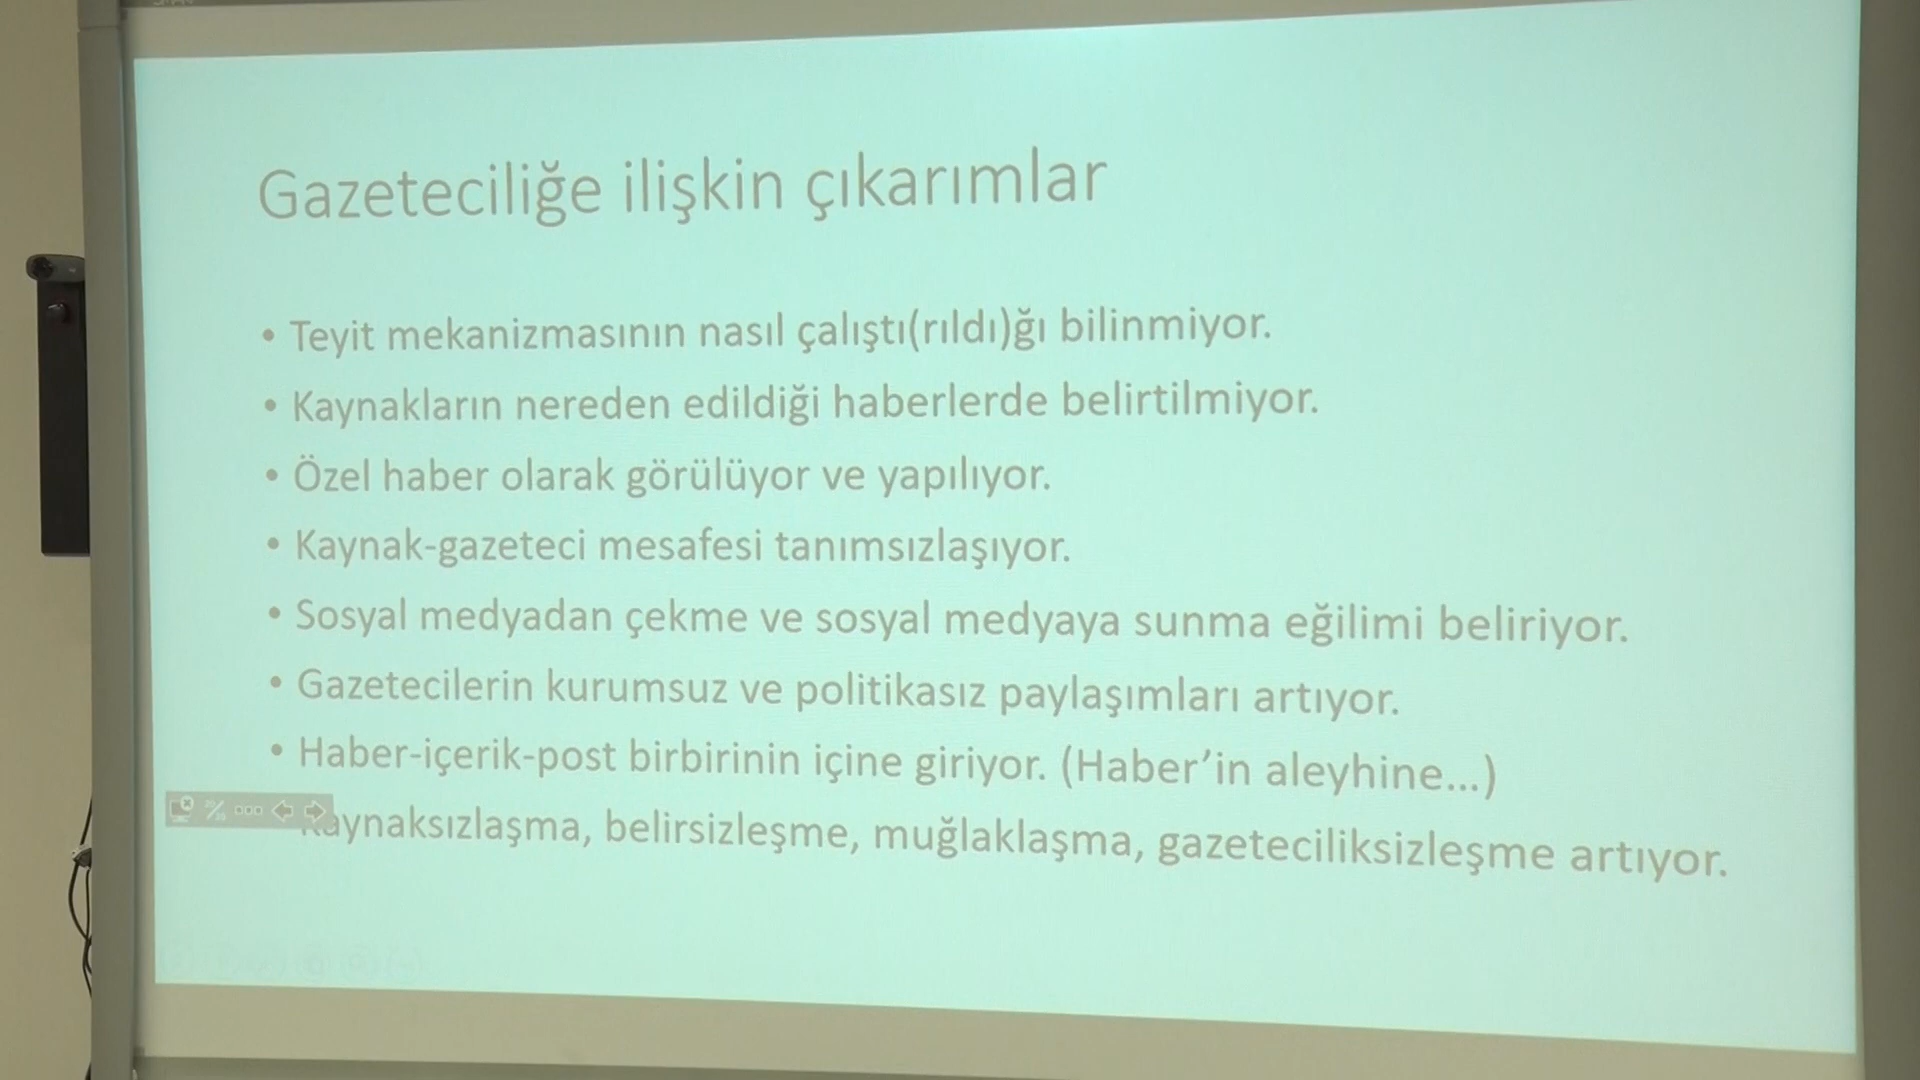 Gazeteciliğe ilişkin çıkarımlar
• Teyit mekanizmasının nasıl çalıştı(rıldı)ğı bilinmiyor.
• Kaynakların nereden edildiği haberlerde belirtilmiyor.
• Özel haber olarak görülüyor ve yapılıyor.
• Kaynak-gazeteci mesafesi tanımsızlaşıyor.
• Sosyal medyadan çekme ve sosyal medyaya sunma eğilimi beliriyor.
• Gazetecilerin kurumsuz ve politikasız paylaşımları artıyor.
• Haber-içerik-post birbirinin içine giriyor. (Haber’in aleyhine...)
Kaynaksızlaşma, belirsizleşme, muğlaklaşma, gazeteciliksizleşme artıyor.